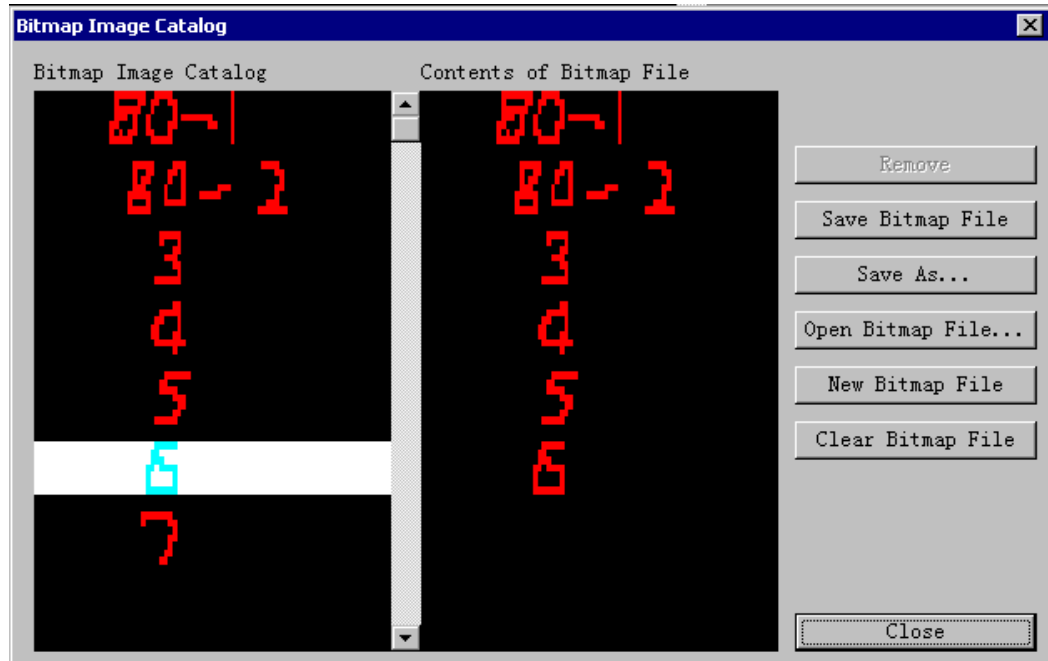 Bitmap Image Catalog
Bitmap Image Catalog
Contents of Bitmap File
80-1
80-2
3
4
5
6
7
80-1
80-2
3
4
5
6
Remove
Save Bitmap File
Save As...
Open Bitmap File...
New Bitmap File
Clear Bitmap File
Close